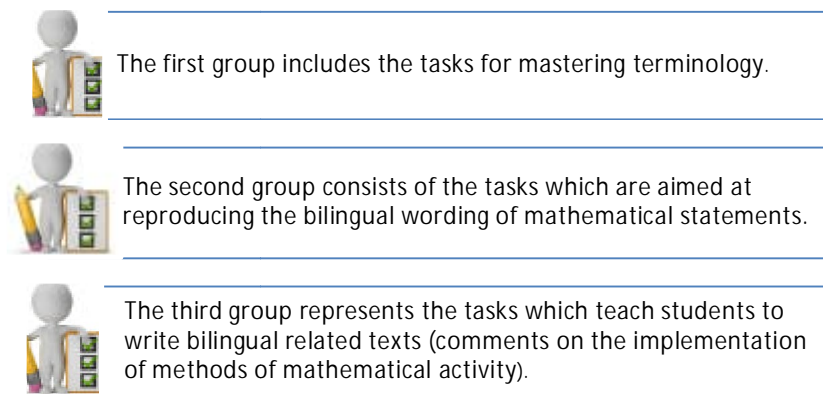 The first group includes the tasks for mastering terminology.
The second group consists of the tasks which are aimed at
reproducing the bilingual wording of mathematical statements.
The third group represents the tasks which teach students to
write bilingual related texts (comments on the implementation
of methods of mathematical activity).